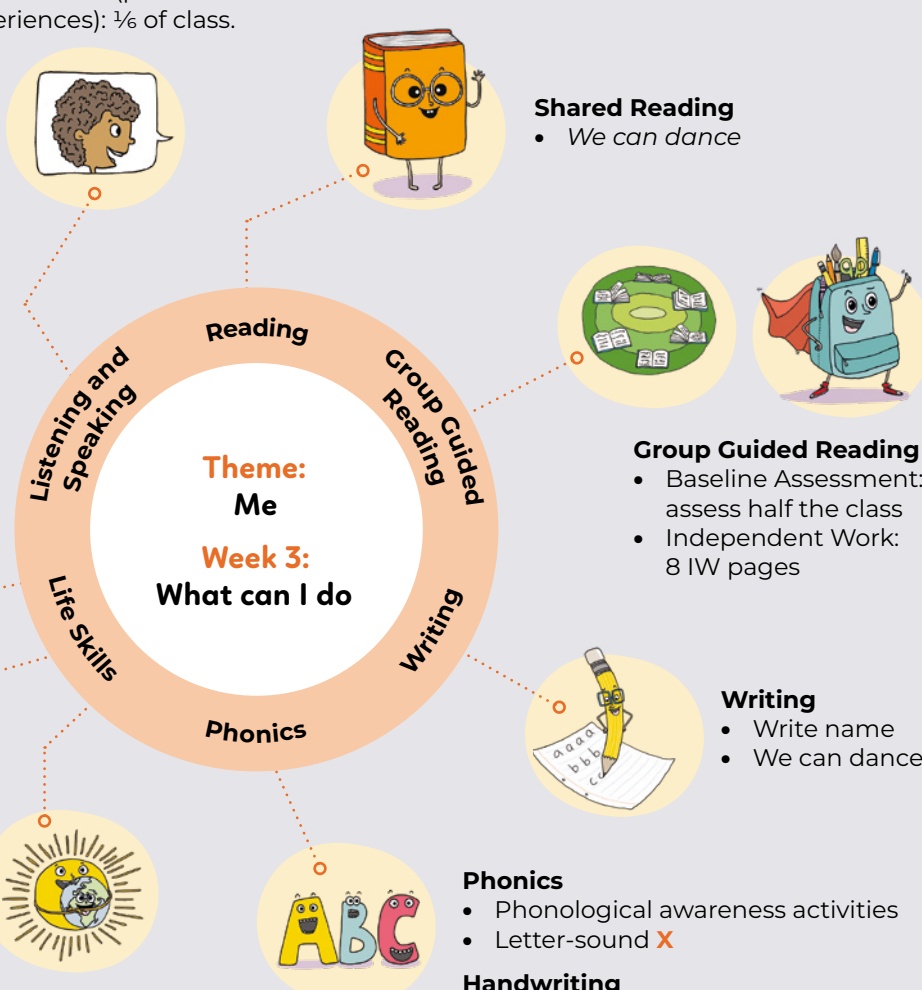 eriences): ⅙ of class.
Shared Reading
• We can dance
Reading
Group Guided
Reading
Listening and
Speaking
Theme:
Me
Week 3:
What can I do
Group Guided Reading
• Baseline Assessment:
assess half the class
• Independent Work:
8 IW pages
Life Skills
Writing
Phonics
Writing
• Write name
• We can dance
a a a a
b b b
c c
A B C
Phonics
• Phonological awareness activities
• Letter-sound X
Handwriting